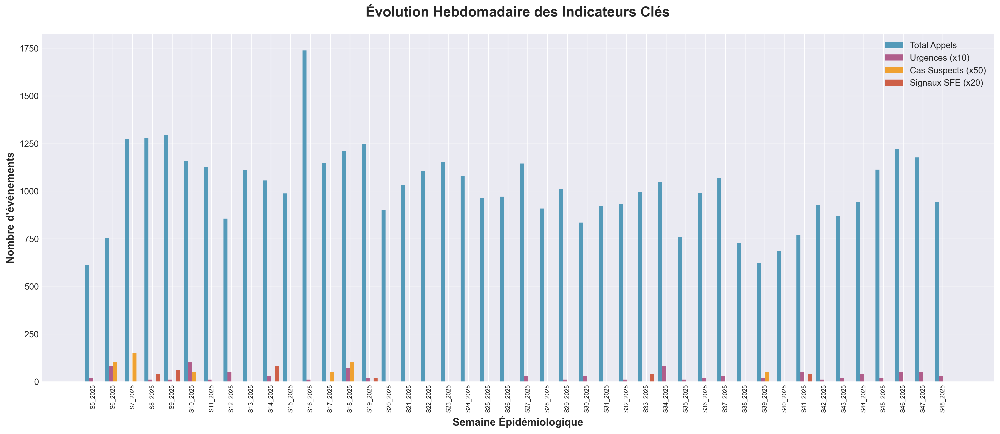 Évolution Hebdomadaire des Indicateurs Clés
Total Appels
Urgences (x10)
Cas Suspects (x50)
Signaux SFE (x20)
Nombre d'événements
1750
1500
1250
1000
750
500
250
0
S5_2025
S6_2025
S7_2025
S8_2025
S9_2025
S10_2025
S11_2025
S12_2025
S13_2025
S14_2025
S15_2025
S16_2025
S17_2025
S18_2025
S19_2025
S20_2025
S21_2025
S22_2025
S23_2025
S24_2025
S25_2025
S26_2025
S27_2025
S28_2025
S29_2025
S30_2025
S31_2025
S32_2025
S33_2025
S34_2025
S35_2025
S36_2025
S37_2025
S38_2025
S39_2025
S40_2025
S41_2025
S42_2025
S43_2025
S44_2025
S45_2025
S46_2025
S47_2025
S48_2025
Semaine Épidémiologique